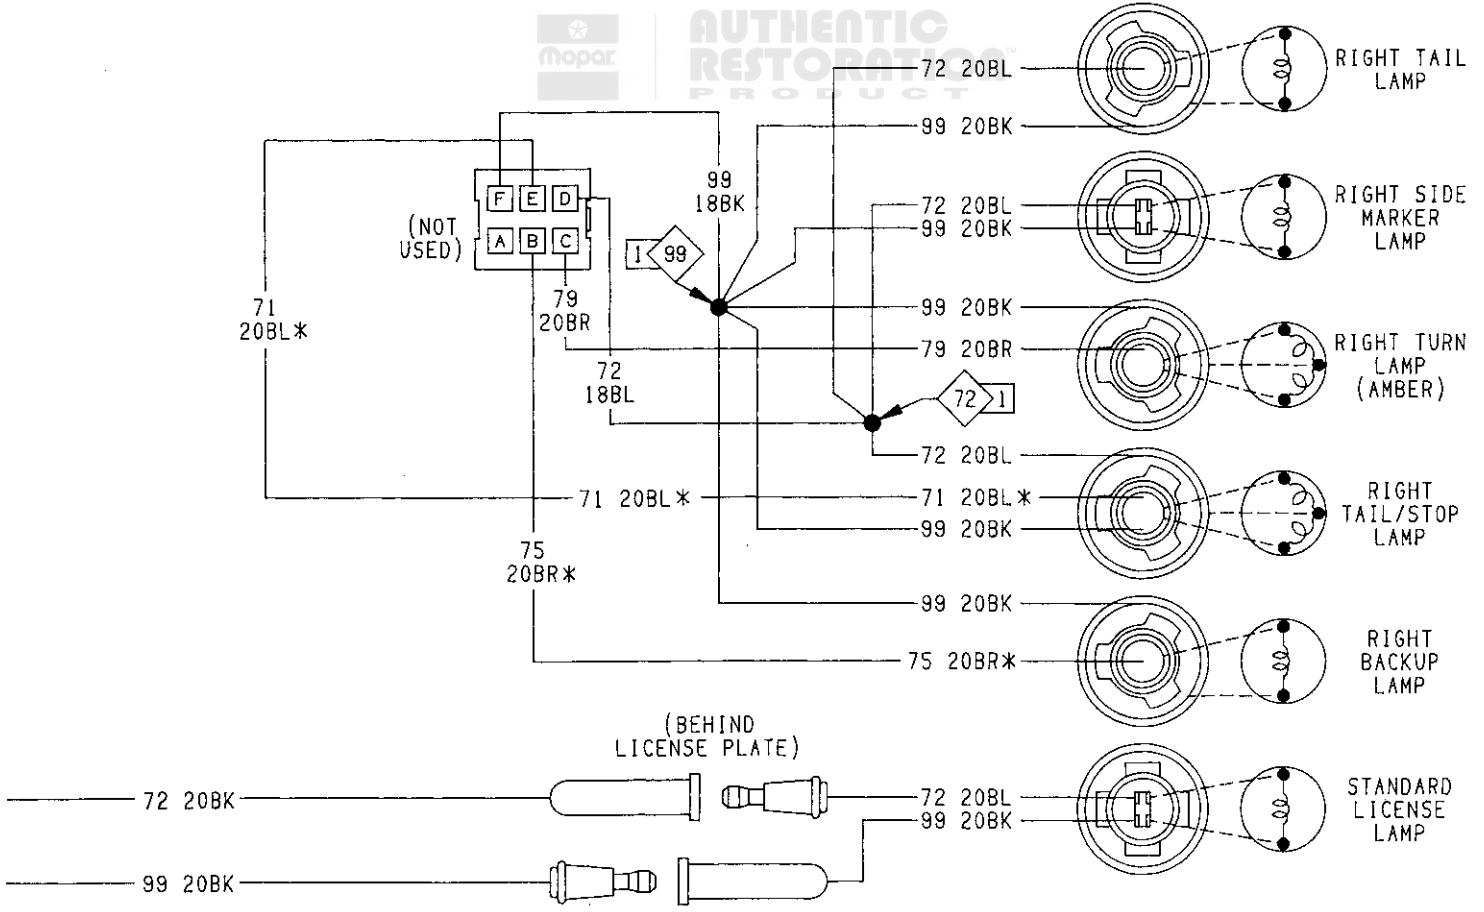 Mopar
AUTHENTIC
RESTORATION™
PRODUCT
72 20BL
RIGHT TAIL
LAMP
99 20BK
99
18BK
F E D
A B C
(NOT
USED)
72 20BL
99 20BK
RIGHT SIDE
MARKER
LAMP
1 99
71
20BL*
79
20BR
99 20BK
79 20BR
RIGHT TURN
LAMP
(AMBER)
72
18BL
72 1
72 20BL
71 20BL*
71 20BL*
99 20BK
RIGHT
TAIL/STOP
LAMP
75
20BR*
99 20BK
75 20BR*
RIGHT
BACKUP
LAMP
(BEHIND
LICENSE PLATE)
72 20BK
72 20BL
99 20BK
STANDARD
LICENSE
LAMP
99 20BK